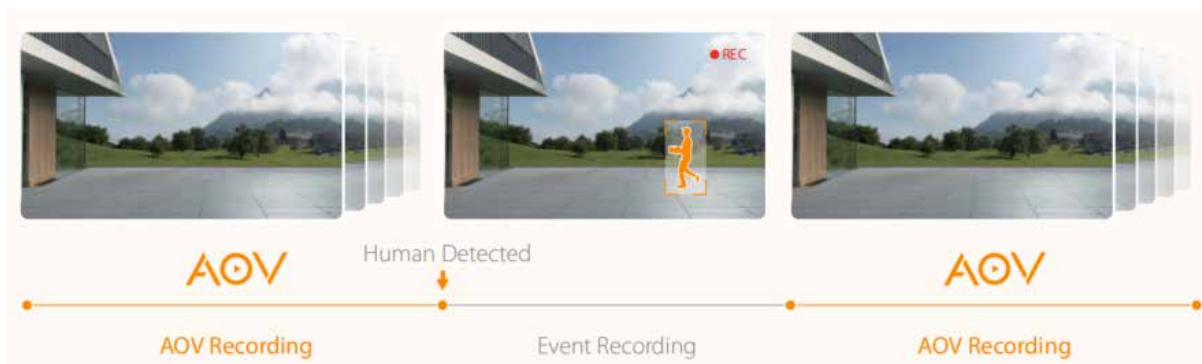 REC
AOV
Human Detected
AOV
AOV Recording
Event Recording
AOV Recording